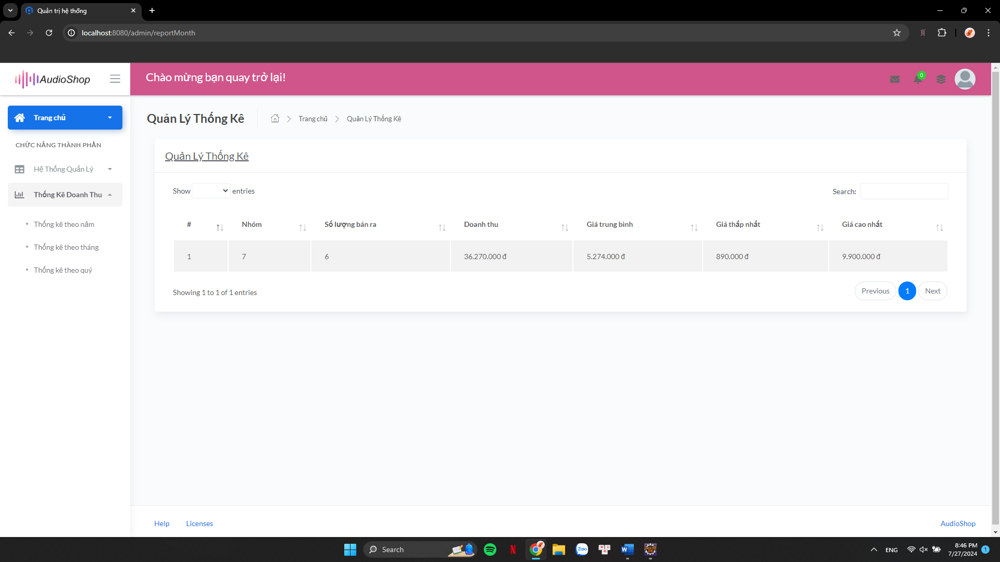 Quản trị hệ thống
localhost:8080/admin/reportMonth
AudioShop
Chào mừng bạn quay trở lại!
0
Trang chủ
CHỨC NĂNG THÀNH PHẦN
Hệ Thống Quản Lý
Thống Kê Doanh Thu
Thống kê theo năm
Thống kê theo tháng
Thống kê theo quý
Quản Lý Thống Kê
Trang chủ
Quản Lý Thống Kê
Quản Lý Thống Kê
Show entries
Search:
# Nhóm Số lượng bán ra Doanh thu Giá trung bình Giá thấp nhất Giá cao nhất
1 7 6 36.270.000 đ 5.274.000 đ 890.000 đ 9.900.000 đ
Showing 1 to 1 of 1 entries
Previous 1 Next
Help Licenses AudioShop
Search
N
Zalo
W
ENG
8:46 PM
7/27/2024
1